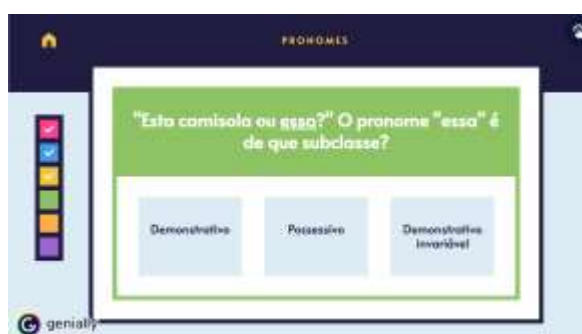 PRONOMES
"Esta camisola ou essa?" O pronome "essa" é
de que subclasse?
Demonstrativo
Possessivo
Demonstrativo
invariável
genially